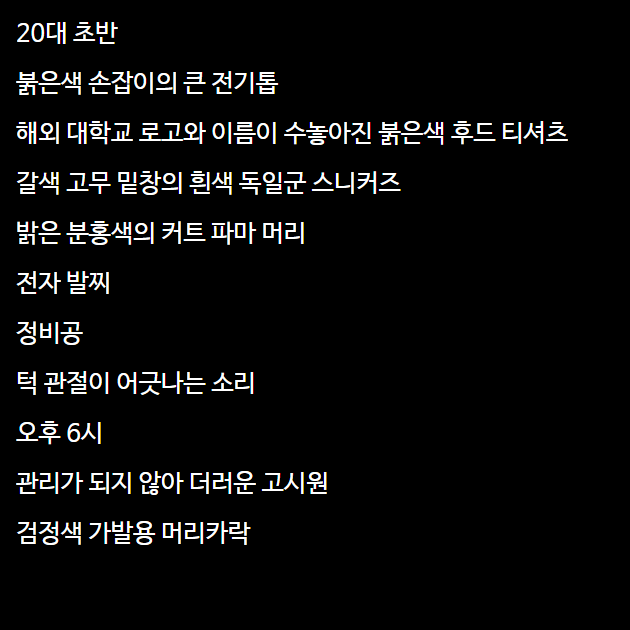 20대 초반
붉은색 손잡이의 큰 전기톱
해외 대학교 로고와 이름이 수놓아진 붉은색 후드 티셔츠
갈색 고무 밑창의 흰색 독일군 스니커즈
밝은 분홍색의 커트 파마 머리
전자 발찌
정비공
턱 관절이 어긋나는 소리
오후 6시
관리가 되지 않아 더러운 고시원
검정색 가발용 머리카락